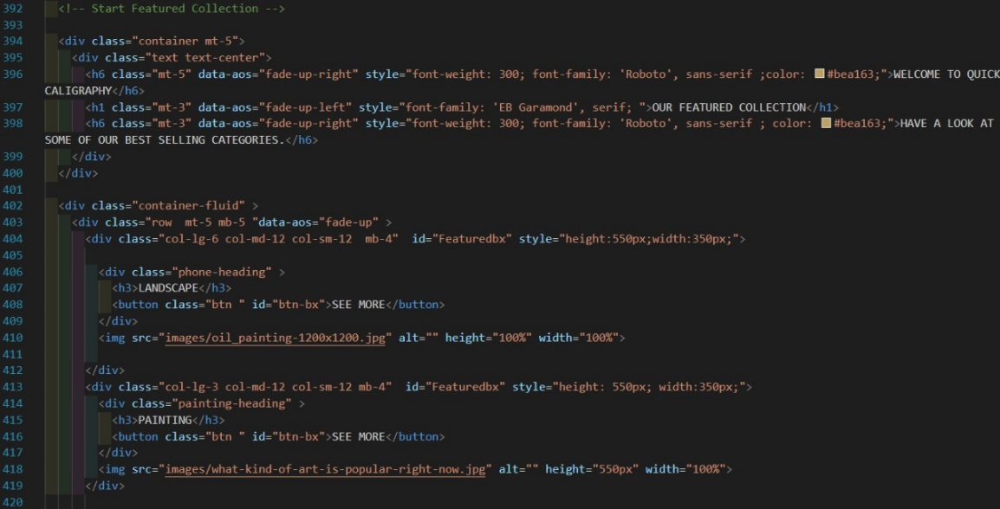 392 <!-- Start Featured Collection -->
393
394 <div class="container mt-5">
395 <div class="text text-center">
396 <h6 class="mt-5" data-aos="fade-up-right" style="font-weight: 300; font-family: 'Roboto', sans-serif ;color: #bea163;">WELCOME TO QUICK
CALIGRAPHY</h6>
397 <h1 class="mt-3" data-aos="fade-up-left" style="font-family: 'EB Garamond', serif; ">OUR FEATURED COLLECTION</h1>
398 <h6 class="mt-3" data-aos="fade-up-right" style="font-weight: 300; font-family: 'Roboto', sans-serif ; color: #bea163;">HAVE A LOOK AT
SOME OF OUR BEST SELLING CATEGORIES.</h6>
399 </div>
400 </div>
401
402 <div class="container-fluid" >
403 <div class="row  mt-5 mb-5 "data-aos="fade-up" >
404 <div class="col-lg-6 col-md-12 col-sm-12  mb-4"  id="Featuredbx" style="height:550px;width:350px;">
405
406 <div class="phone-heading" >
407 <h3>LANDSCAPE</h3>
408 <button class="btn " id="btn-bx">SEE MORE</button>
409 </div>
410 <img src="images/oil_painting-1200x1200.jpg" alt="" height="100%" width="100%">
411
412 </div>
413 <div class="col-lg-3 col-md-12 col-sm-12 mb-4"  id="Featuredbx" style="height: 550px; width:350px;">
414 <div class="painting-heading" >
415 <h3>PAINTING</h3>
416 <button class="btn " id="btn-bx">SEE MORE</button>
417 </div>
418 <img src="images/what-kind-of-art-is-popular-right-now.jpg" alt="" height="550px" width="100%">
419 </div>
420